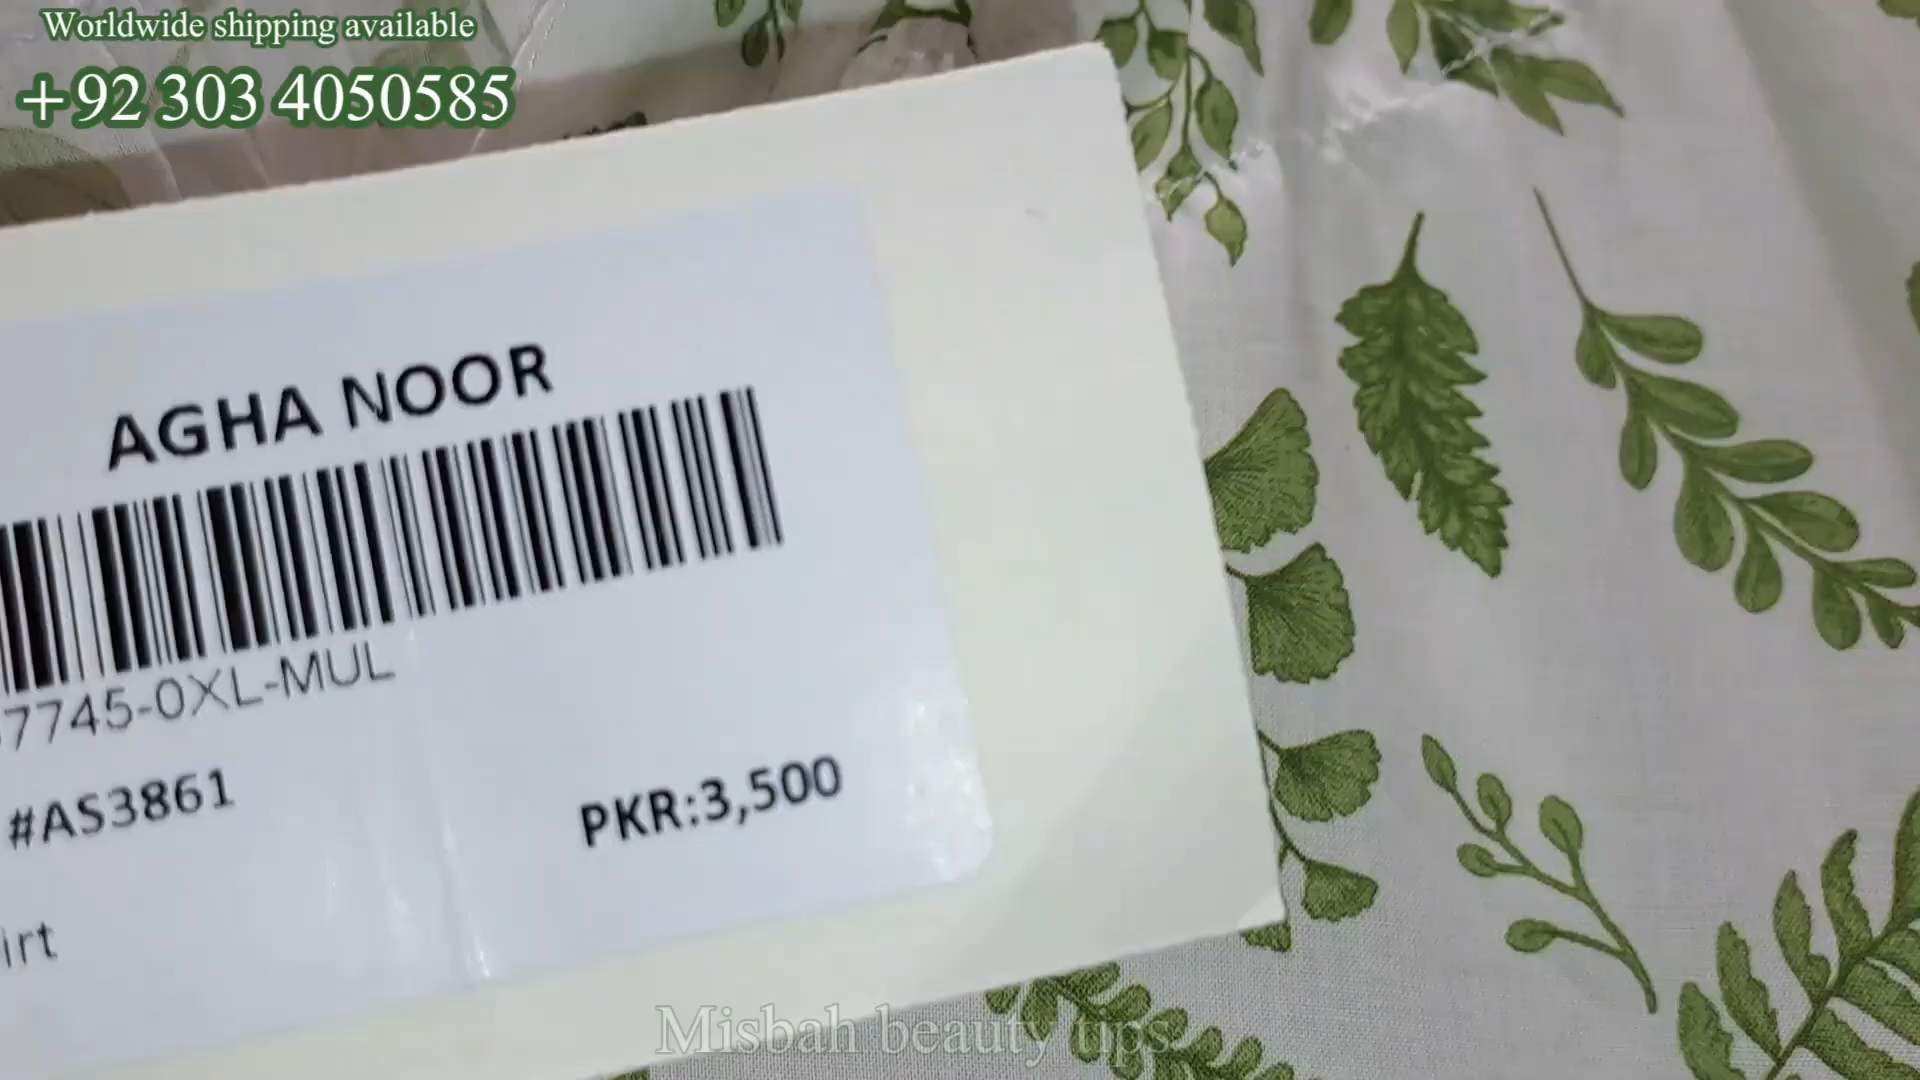 Worldwide shipping available
+92 303 4050585
AGHA NOOR
7745-0XL-MUL
#AS3861
PKR:3,500
irt
Misbah beauty tips